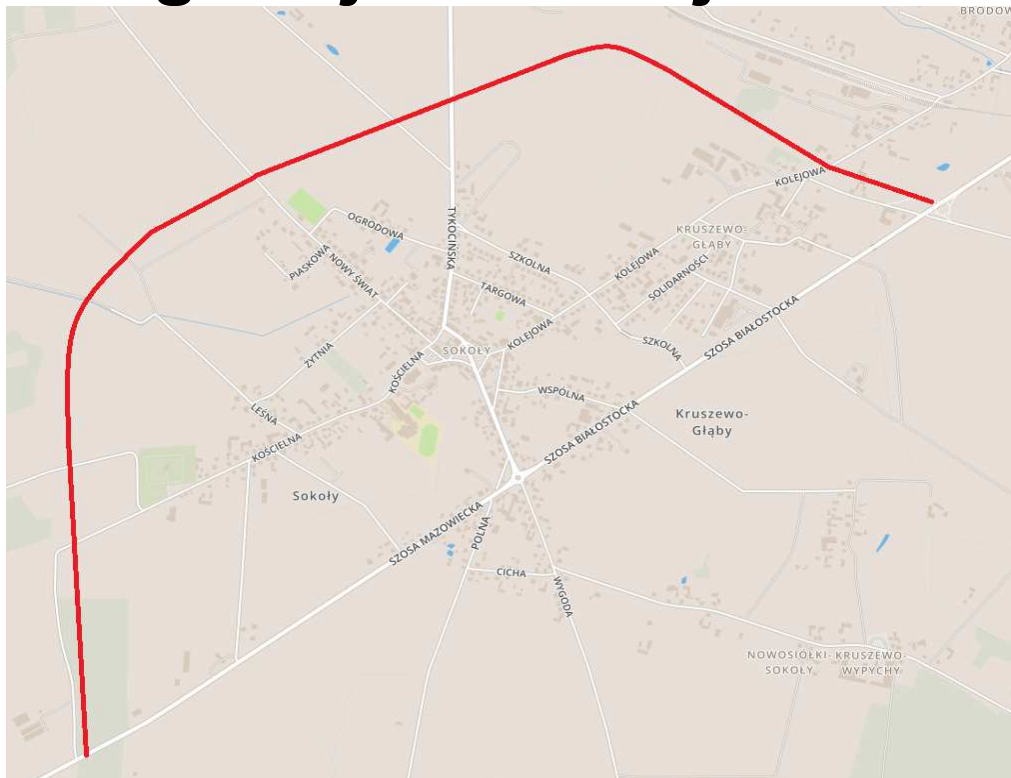 BRODOW
KOLEJOWA
OGRODOWA
TYKOCIŃSKA
KRUSZEWO-
GŁĄBY
PIASKOWA
NOWY ŚWIAT
SZKOLNA
KOLEJOWA
SOLIDARNOŚCI
TARGOWA
SZOSA BIAŁOSTOCKA
KOLEJOWA
ŻYTNIA
SOKOŁY
SZKOLNA
KOŚCIELNA
WSPÓLNA
LEŚNA
SZOSA BIAŁOSTOCKA
Kruszewo-
Głąby
KOŚCIELNA
Sokoły
SZOSA MAZOWIECKA
POLNA
CICHA
WYGODA
NOWOSIÓŁKI-
SOKOŁY
KRUSZEWO-
WYPYCHY